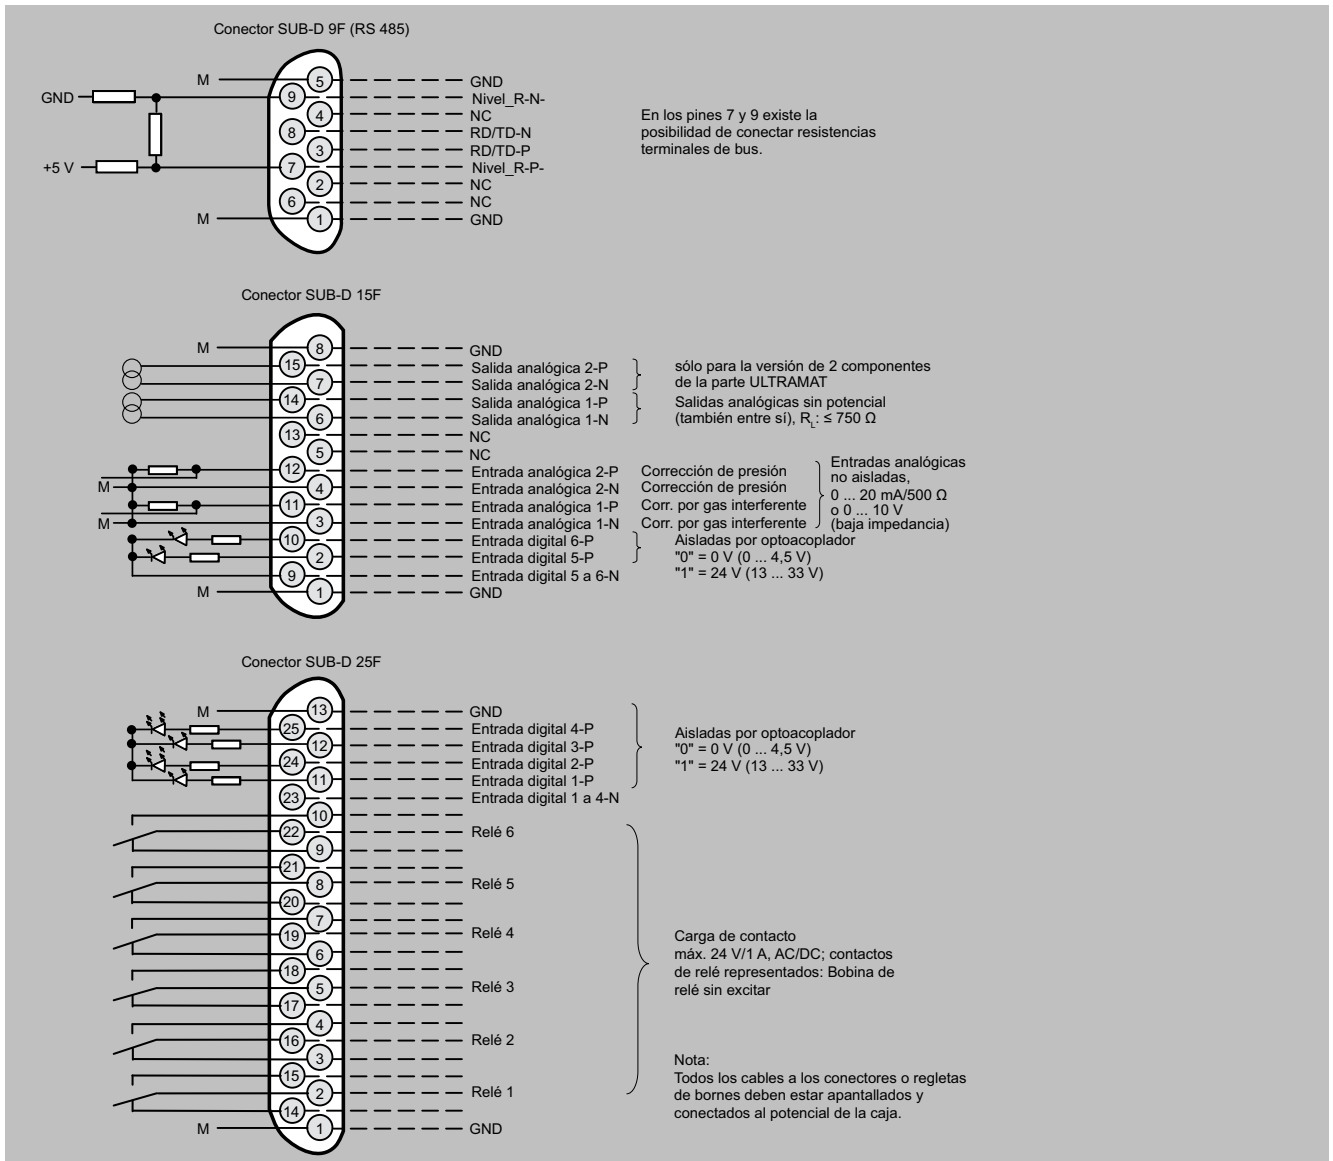 Conector SUB-D 9F (RS 485)
M 5 GND
GND 9 Nivel_R-N-
4 NC
8 RD/TD-N
3 RD/TD-P
+5 V 7 Nivel_R-P-
2 NC
6 NC
M 1 GND
En los pines 7 y 9 existe la
posibilidad de conectar resistencias
terminales de bus.
Conector SUB-D 15F
M 8 GND
15 Salida analógica 2-P
7 Salida analógica 2-N
14 Salida analógica 1-P
6 Salida analógica 1-N
13 NC
5 NC
12 Entrada analógica 2-P Corrección de presión
M 4 Entrada analógica 2-N Corrección de presión
11 Entrada analógica 1-P Corr. por gas interferente
M 3 Entrada analógica 1-N Corr. por gas interferente
10 Entrada digital 6-P
2 Entrada digital 5-P
9 Entrada digital 5 a 6-N
M 1 GND
sólo para la versión de 2 componentes
de la parte ULTRAMAT
Salidas analógicas sin potencial
(también entre sí), RL: ≤ 750 Ω
Entradas analógicas
no aisladas,
0 ... 20 mA/500 Ω
o 0 ... 10 V
(baja impedancia)
Aisladas por optoacoplador
"0" = 0 V (0 ... 4,5 V)
"1" = 24 V (13 ... 33 V)
Conector SUB-D 25F
M 13 GND
25 Entrada digital 4-P
12 Entrada digital 3-P
24 Entrada digital 2-P
11 Entrada digital 1-P
23 Entrada digital 1 a 4-N
10
22 Relé 6
9
21
8 Relé 5
20
7
19 Relé 4
6
18
5 Relé 3
17
4
16 Relé 2
3
15
2 Relé 1
14
M 1 GND
Aisladas por optoacoplador
"0" = 0 V (0 ... 4,5 V)
"1" = 24 V (13 ... 33 V)
Carga de contacto
máx. 24 V/1 A, AC/DC; contactos
de relé representados: Bobina de
relé sin excitar
Nota:
Todos los cables a los conectores o regletas
de bornes deben estar apantallados y
conectados al potencial de la caja.